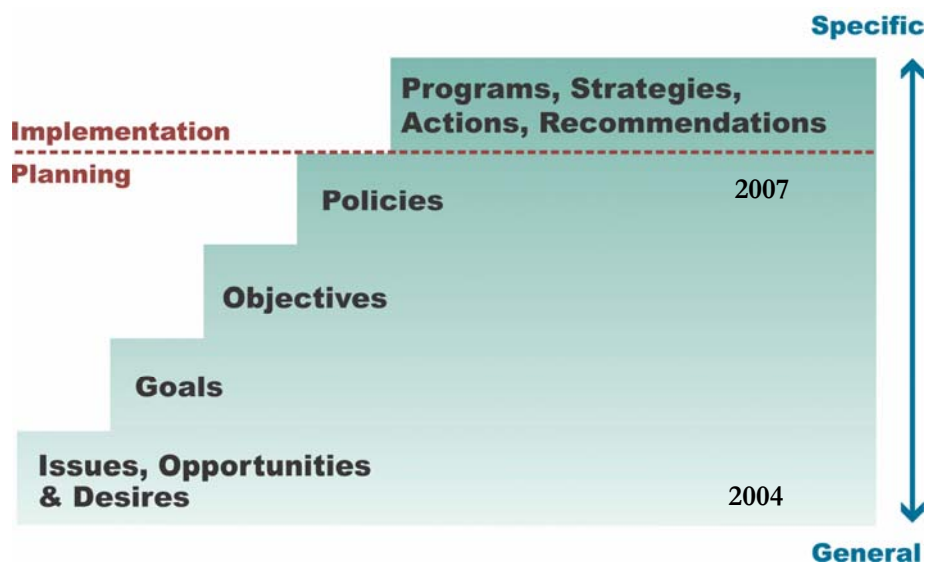 Specific
Programs, Strategies,
Actions, Recommendations
Implementation
Planning
Policies
2007
Objectives
Goals
Issues, Opportunities
& Desires
2004
General